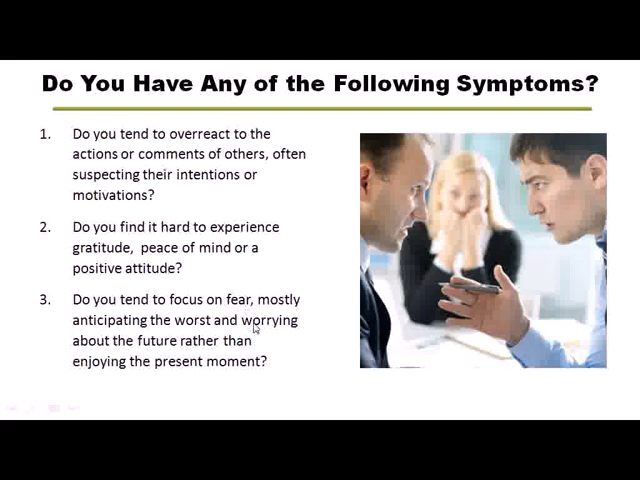 Do You Have Any of the Following Symptoms?
1. Do you tend to overreact to the
actions or comments of others, often
suspecting their intentions or
motivations?
2. Do you find it hard to experience
gratitude, peace of mind or a
positive attitude?
3. Do you tend to focus on fear, mostly
anticipating the worst and worrying
about the future rather than
enjoying the present moment?